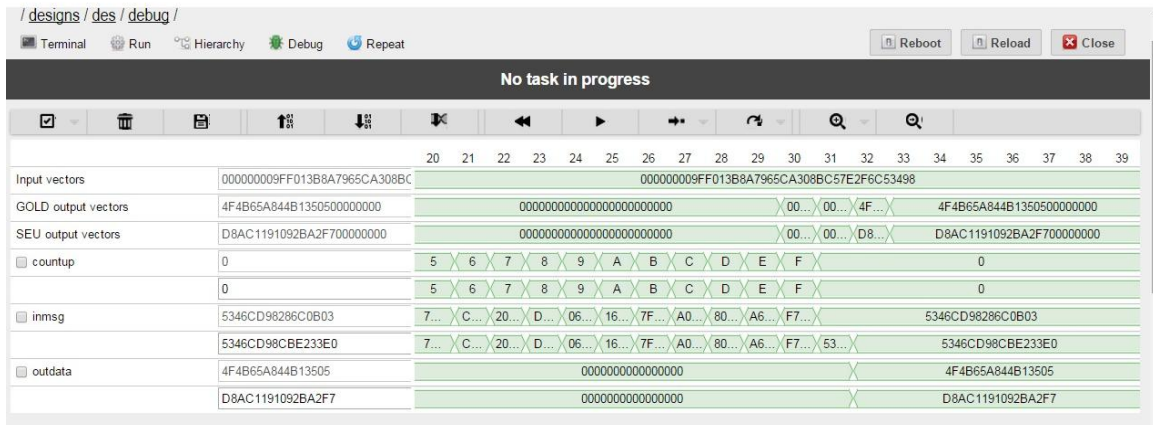 / designs / des / debug /
Terminal Run Hierarchy Debug Repeat Reboot Reload Close
No task in progress
20 21 22 23 24 25 26 27 28 29 30 31 32 33 34 35 36 37 38 39
Input vectors 000000009FF013B8A7965CA308BC 000000009FF013B8A7965CA308BC57E2F6C53498
GOLD output vectors 4F4B65A844B1350500000000 000000000000000000000000 00... 00... 4F... 4F4B65A844B1350500000000
SEU output vectors D8AC1191092BA2F700000000 000000000000000000000000 00... 00... D8... D8AC1191092BA2F700000000
countup 0 5 6 7 8 9 A B C D E F 0
0 5 6 7 8 9 A B C D E F 0
inmsg 5346CD98286C0B03 7... C... 20... D... 06... 16... 7F... A0... 80... A6... F7... 5346CD98286C0B03
5346CD98CBE233E0 7... C... 20... D... 06... 16... 7F... A0... 80... A6... F7... 53... 5346CD98CBE233E0
outdata 4F4B65A844B13505 0000000000000000 4F4B65A844B13505
D8AC1191092BA2F7 0000000000000000 D8AC1191092BA2F7